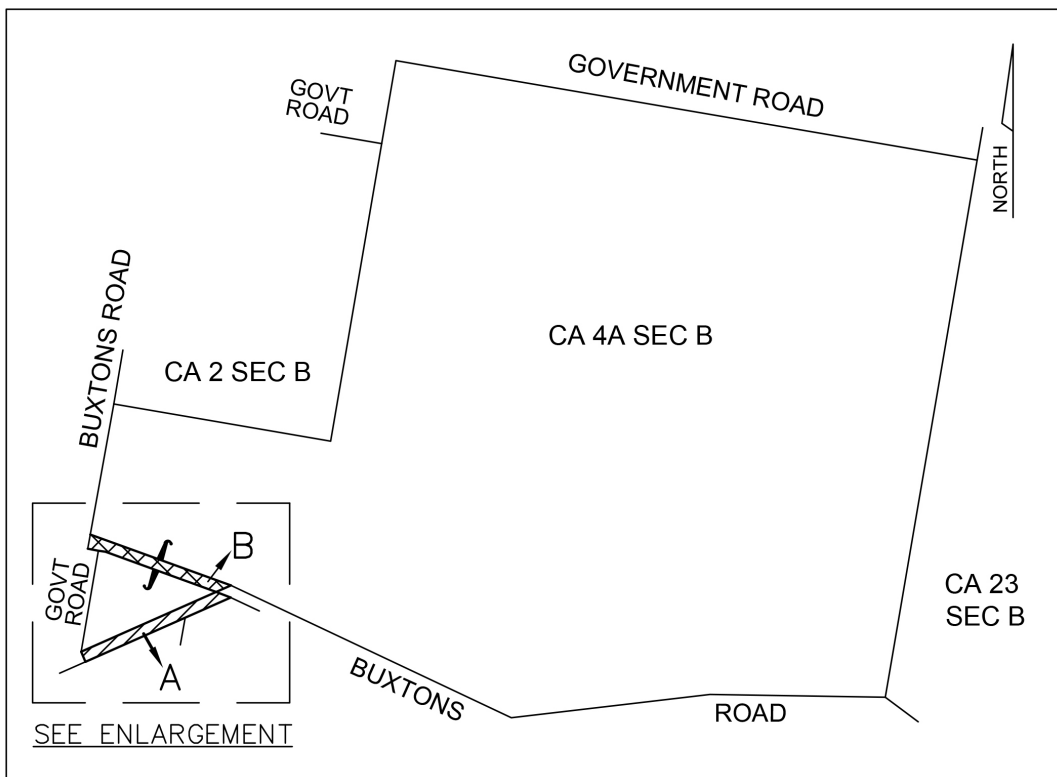 GOVERNMENT ROAD
GOVT
ROAD
NORTH
BUXTONS ROAD
CA 2 SEC B
CA 4A SEC B
B
GOVT
ROAD
A
CA 23
SEC B
BUXTONS
ROAD
SEE ENLARGEMENT